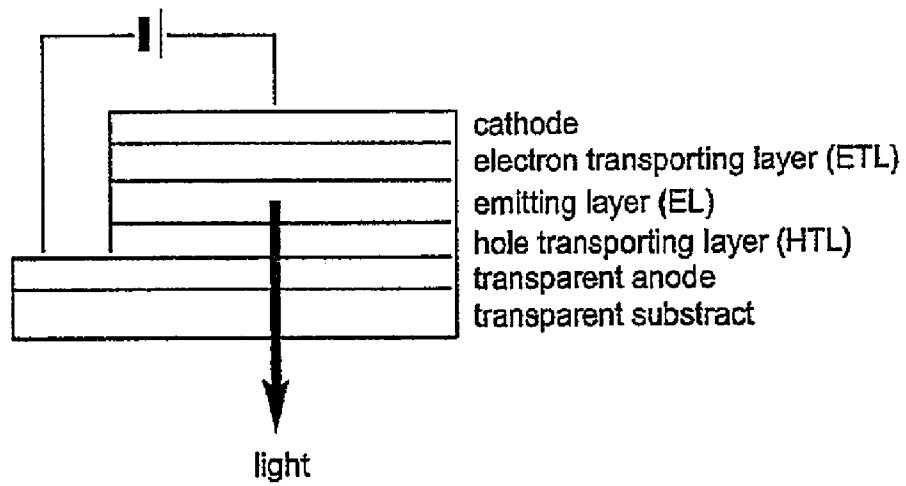 cathode
electron transporting layer (ETL)
emitting layer (EL)
hole transporting layer (HTL)
transparent anode
transparent substract
light